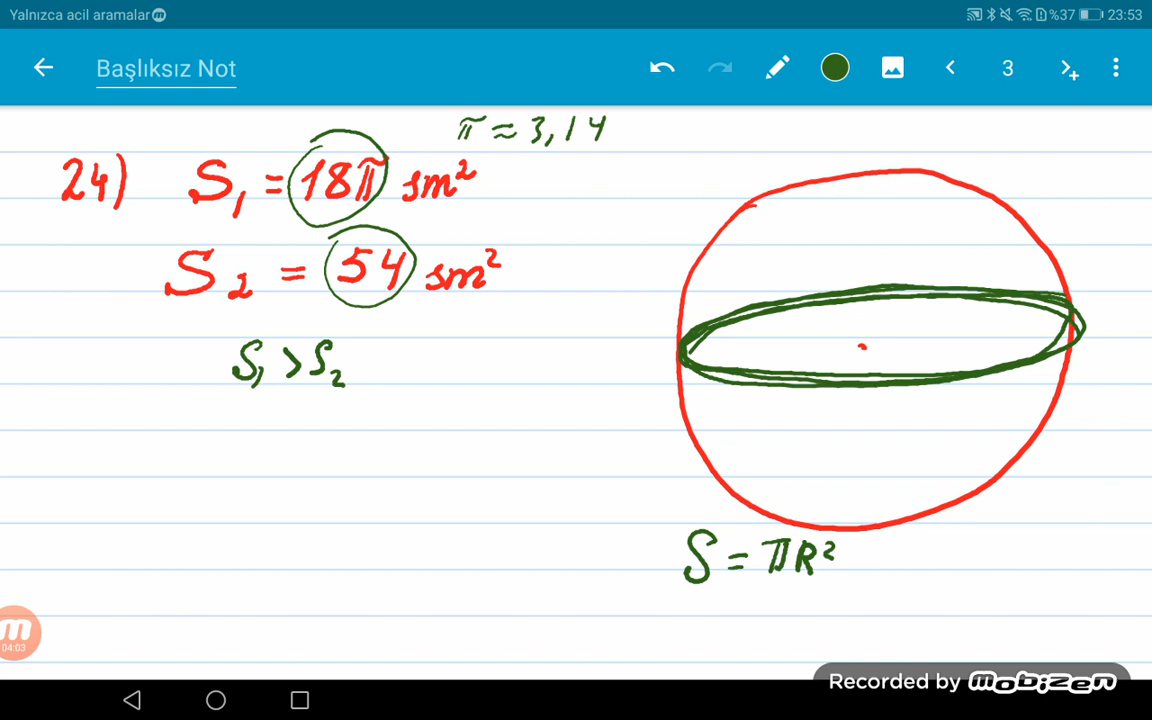 Yalnızca acil aramalar
%37 23:53
Başlıksız Not
3
π ≈ 3,14
24) S₁ = 18π sm²
S₂ = 54 sm²
S₁ > S₂
S = πR²
04:03
Recorded by mobizen